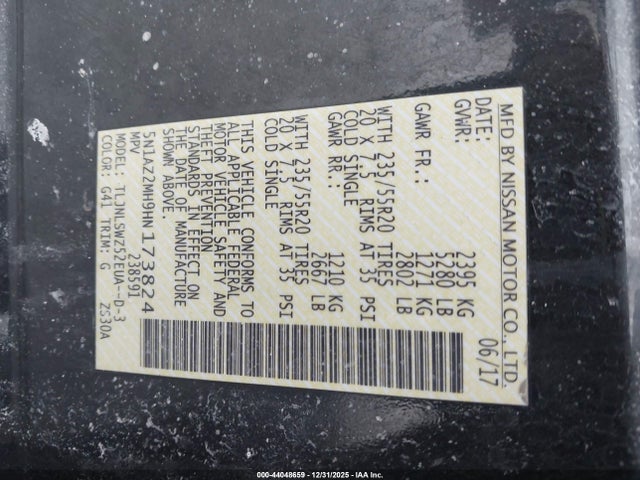 MFD BY NISSAN MOTOR CO., LTD.
DATE: 06/17
GVWR: 2395 KG
5280 LB
GAWR FR.: 1271 KG
2802 LB
WITH 235/55R20 TIRES
20 X 7.5 RIMS AT 35 PSI
COLD SINGLE
GAWR RR.: 1210 KG
2667 LB
WITH 235/55R20 TIRES
20 X 7.5 RIMS AT 35 PSI
COLD SINGLE
THIS VEHICLE CONFORMS TO
ALL APPLICABLE FEDERAL
MOTOR VEHICLE SAFETY AND
THEFT PREVENTION
STANDARDS IN EFFECT ON
THE DATE OF MANUFACTURE
SHOWN ABOVE.
5N1AZ2MH9HN173824
MPV 238591
MODEL: TLJNLSWZ52EUA--D-3
COLOR: G41 TRIM: G Z530A
000-44048659 - 12/31/2025 - IAA Inc.